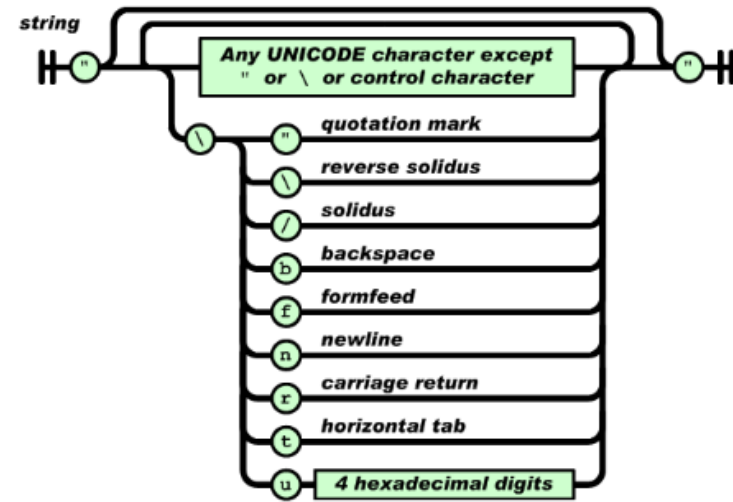 string
" Any UNICODE character except "
" or \ or control character
\ " quotation mark
\ reverse solidus
/ solidus
b backspace
f formfeed
n newline
r carriage return
t horizontal tab
u 4 hexadecimal digits